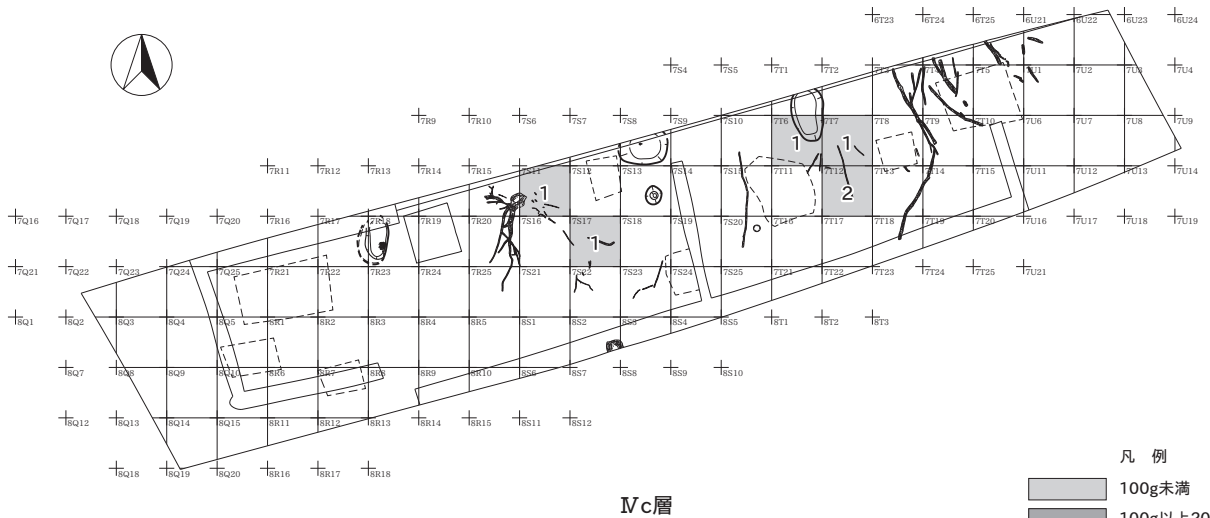 6T23 6T24 6T25 6U21 6U22 6U23 6U24
7S4 7S5 7T1 7T2 7T3 7T4 7T5 7U1 7U2 7U3 7U4
7R9 7R10 7S6 7S7 7S8 7S9 7S10 7T6 7T7 7T8 7T9 7T10 7U6 7U7 7U8 7U9
1 1
7R11 7R12 7R13 7R14 7R15 7S11 7S12 7S13 7S14 7S15 7T11 7T12 7T13 7T14 7T15 7U11 7U12 7U13 7U14
1 2
7Q16 7Q17 7Q18 7Q19 7Q20 7R16 7R17 7R18 7R19 7R20 7S16 7S17 7S18 7S19 7S20 7T16 7T17 7T18 7T19 7T20 7U16 7U17 7U18 7U19
1
7Q21 7Q22 7Q23 7Q24 7Q25 7R21 7R22 7R23 7R24 7R25 7S21 7S22 7S23 7S24 7S25 7T21 7T22 7T23 7T24 7T25 7U21
8Q1 8Q2 8Q3 8Q4 8Q5 8R1 8R2 8R3 8R4 8R5 8S1 8S2 8S3 8S4 8S5 8T1 8T2 8T3
8Q7 8Q8 8Q9 8Q10 8R6 8R7 8R8 8R9 8R10 8S6 8S7 8S8 8S9 8S10
8Q12 8Q13 8Q14 8Q15 8R11 8R12 8R13 8R14 8R15 8S11 8S12
8Q18 8Q19 8Q20 8R16 8R17 8R18
Ⅳc層
凡 例
100g未満